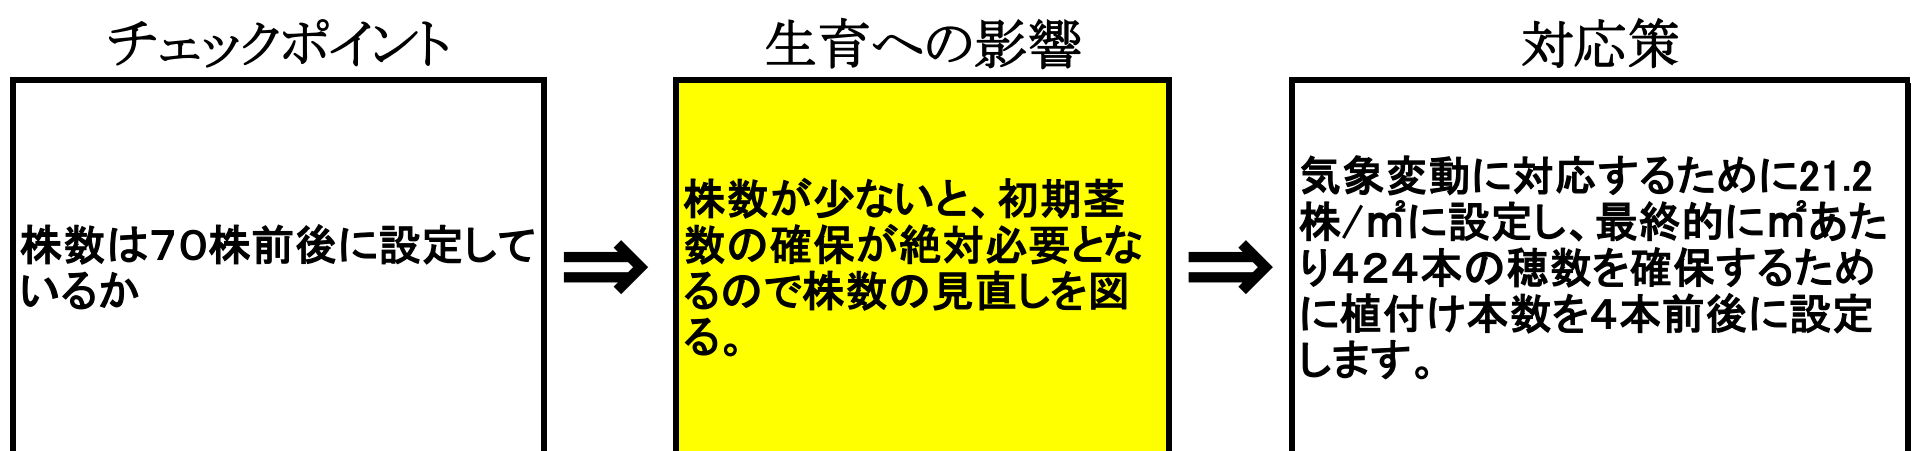 チェックポイント
生育への影響
対応策
株数は70株前後に設定して
いるか
⇒
株数が少ないと、初期茎
数の確保が絶対必要とな
るので株数の見直しを図
る。
⇒
気象変動に対応するために21.2
株/㎡に設定し、最終的に㎡あた
り424本の穂数を確保するため
に植付け本数を4本前後に設定
します。